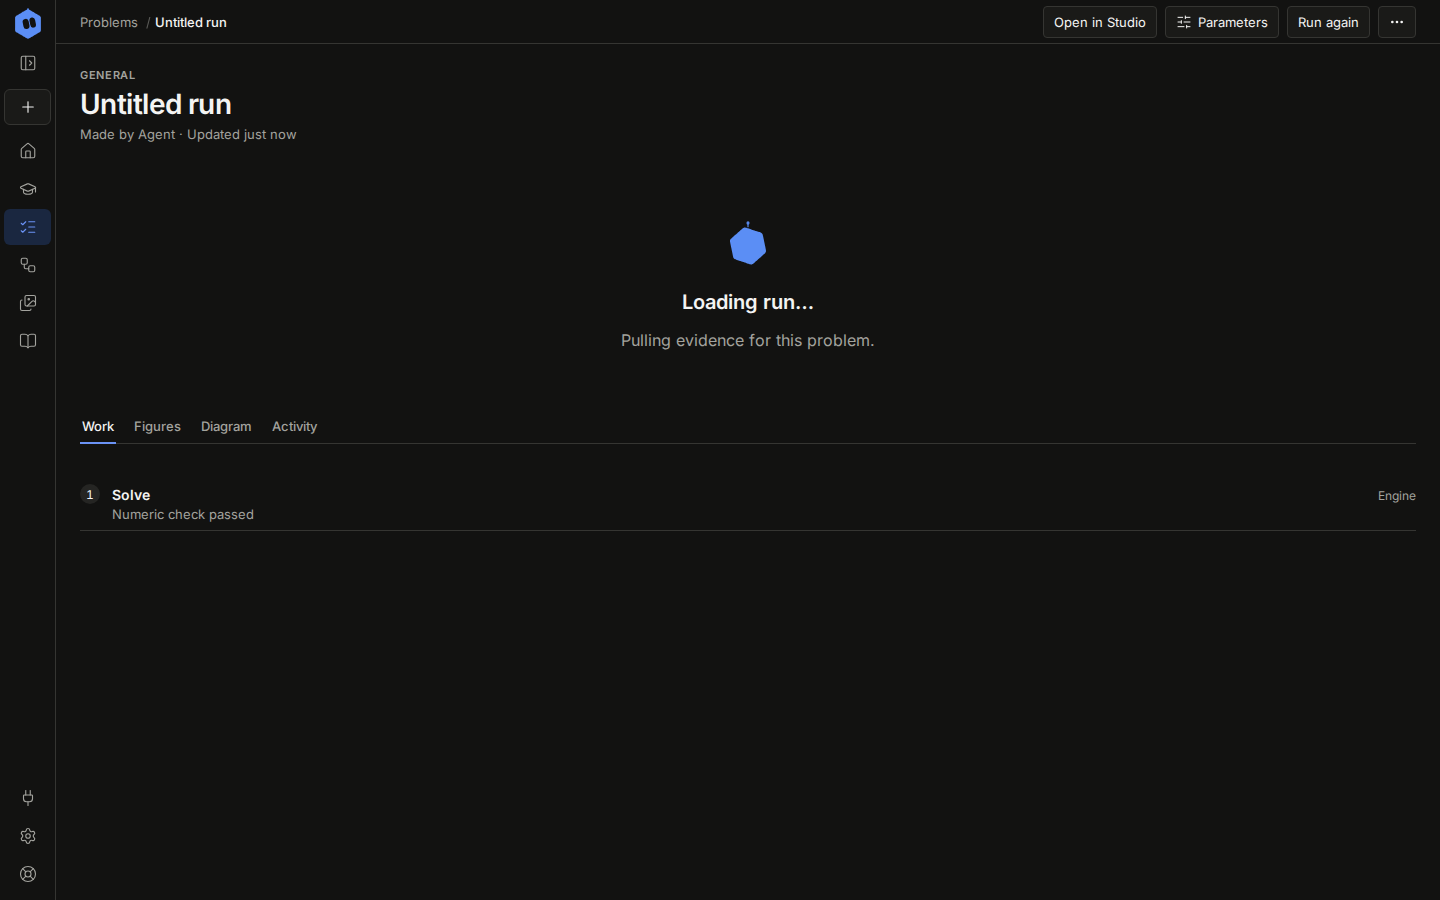 Problems / Untitled run
Open in Studio
Parameters
Run again
GENERAL
Untitled run
Made by Agent · Updated just now
Loading run...
Pulling evidence for this problem.
Work
Figures
Diagram
Activity
1
Solve
Engine
Numeric check passed